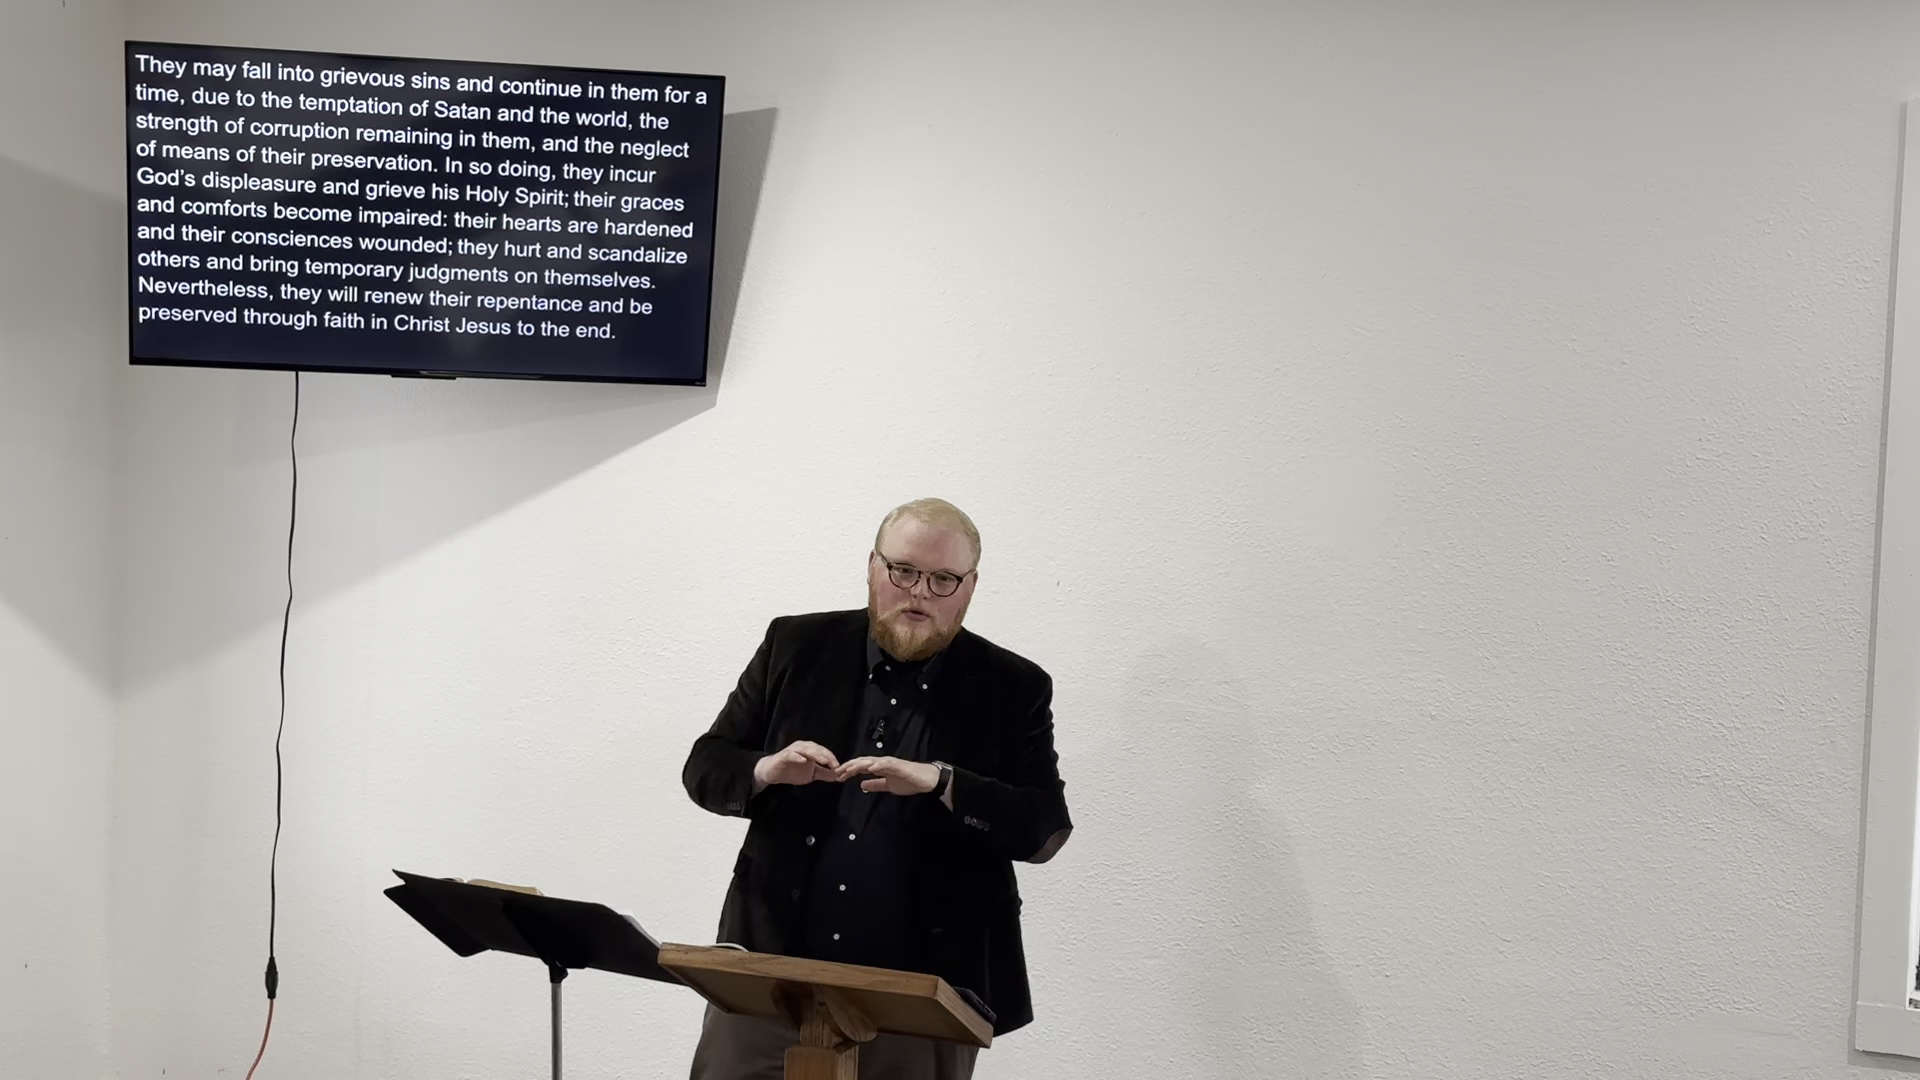 They may fall into grievous sins and continue in them for a
time, due to the temptation of Satan and the world, the
strength of corruption remaining in them, and the neglect
of means of their preservation. In so doing, they incur
God's displeasure and grieve his Holy Spirit; their graces
and comforts become impaired: their hearts are hardened
and their consciences wounded; they hurt and scandalize
others and bring temporary judgments on themselves.
Nevertheless, they will renew their repentance and be
preserved through faith in Christ Jesus to the end.